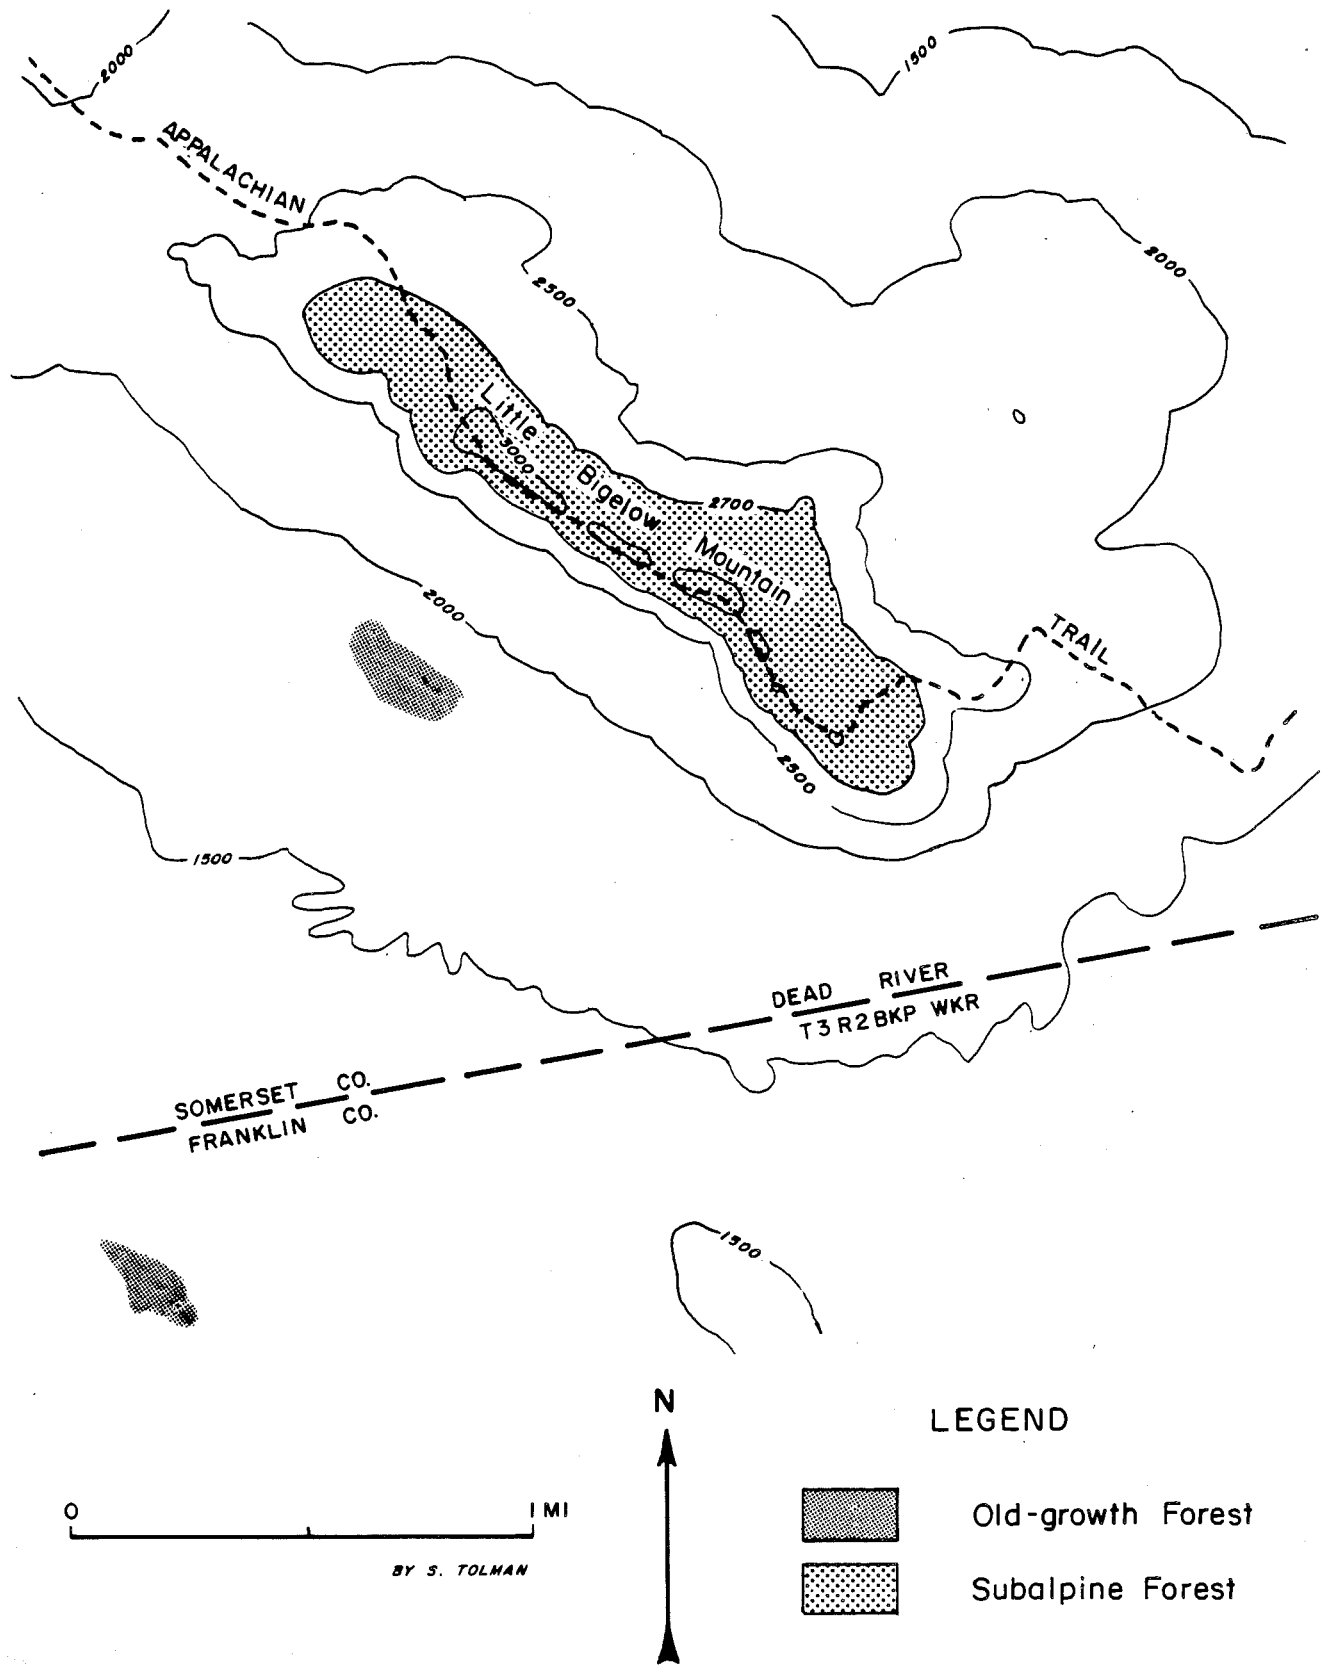 2000
1500
APPALACHIAN
2000
2500
Little
3000
Bigelow
2700
Mountain
2000
TRAIL
2500
1500
DEAD RIVER
T3 R2 BKP WKR
SOMERSET CO.
FRANKLIN CO.
1500
N
LEGEND
0 1 MI
Old-growth Forest
BY S. TOLMAN
Subalpine Forest